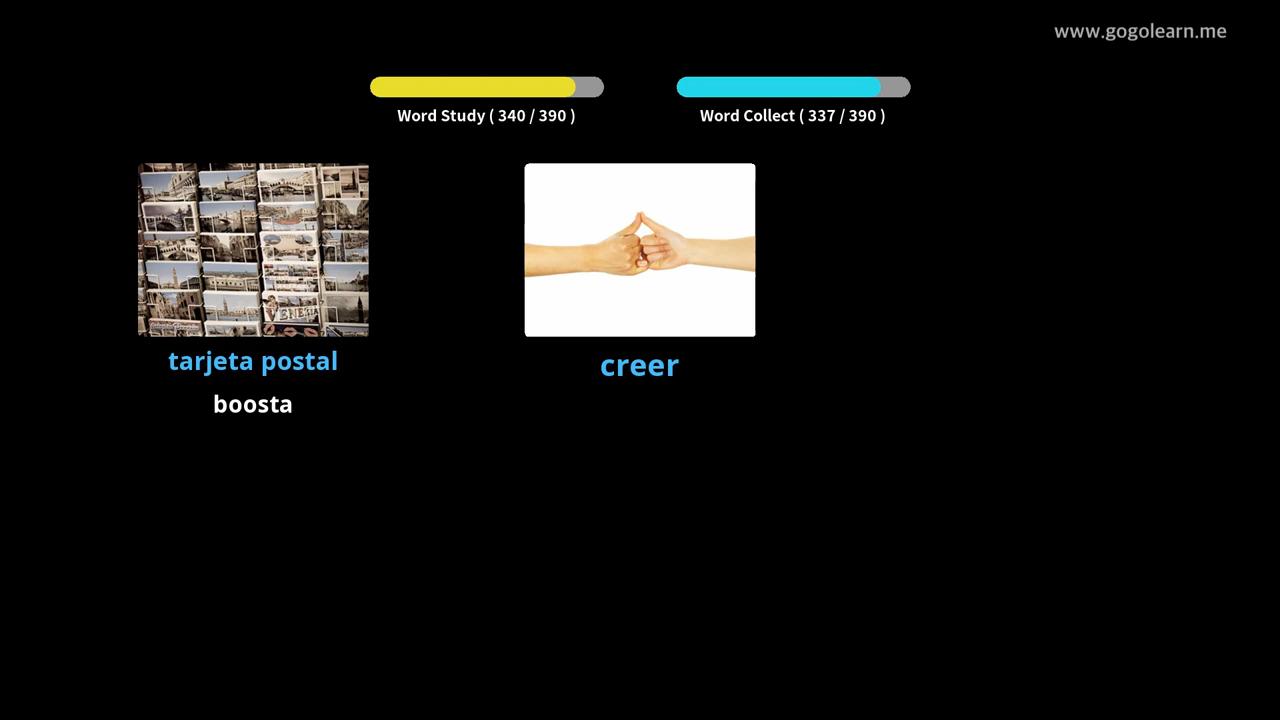 www.gogolearn.me
Word Study ( 340 / 390 )
Word Collect ( 337 / 390 )
tarjeta postal
boosta
creer